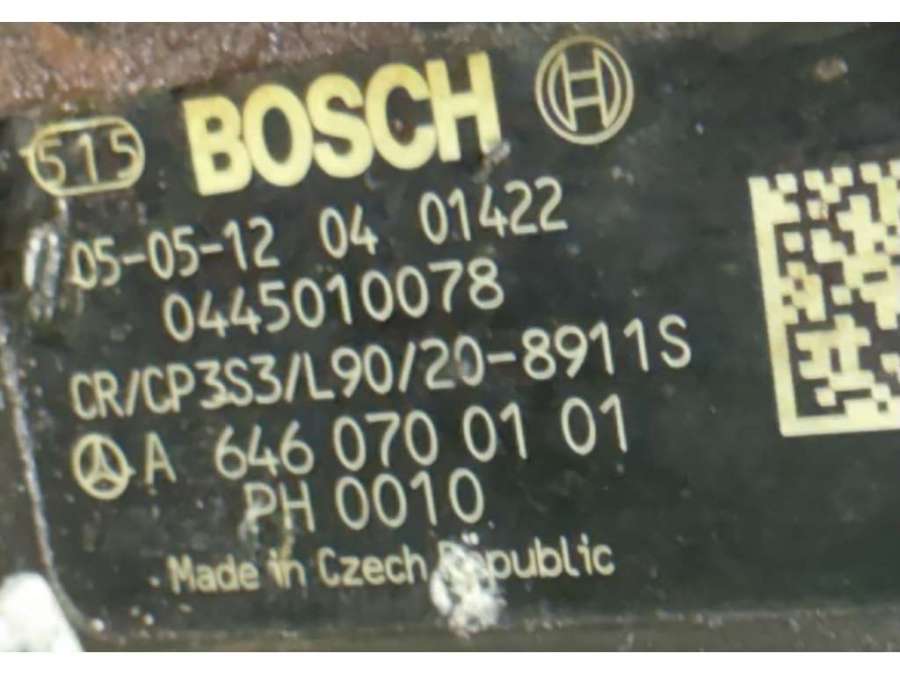 515 BOSCH
05-05-12 04 01422
0445010078
CR/CP3S3/L90/20-8911S
A 646 070 01 01
PH 0010
Made in Czech Republic